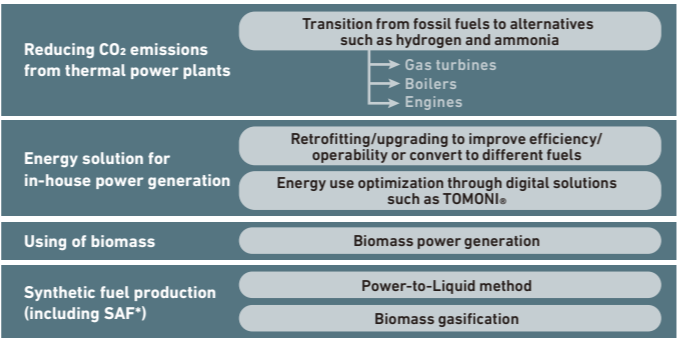 Reducing CO₂ emissions
from thermal power plants
Transition from fossil fuels to alternatives
such as hydrogen and ammonia
Gas turbines
Boilers
Engines
Energy solution for
in-house power generation
Retrofitting/upgrading to improve efficiency/
operability or convert to different fuels
Energy use optimization through digital solutions
such as TOMONI®
Using of biomass
Biomass power generation
Synthetic fuel production
(including SAF*)
Power-to-Liquid method
Biomass gasification